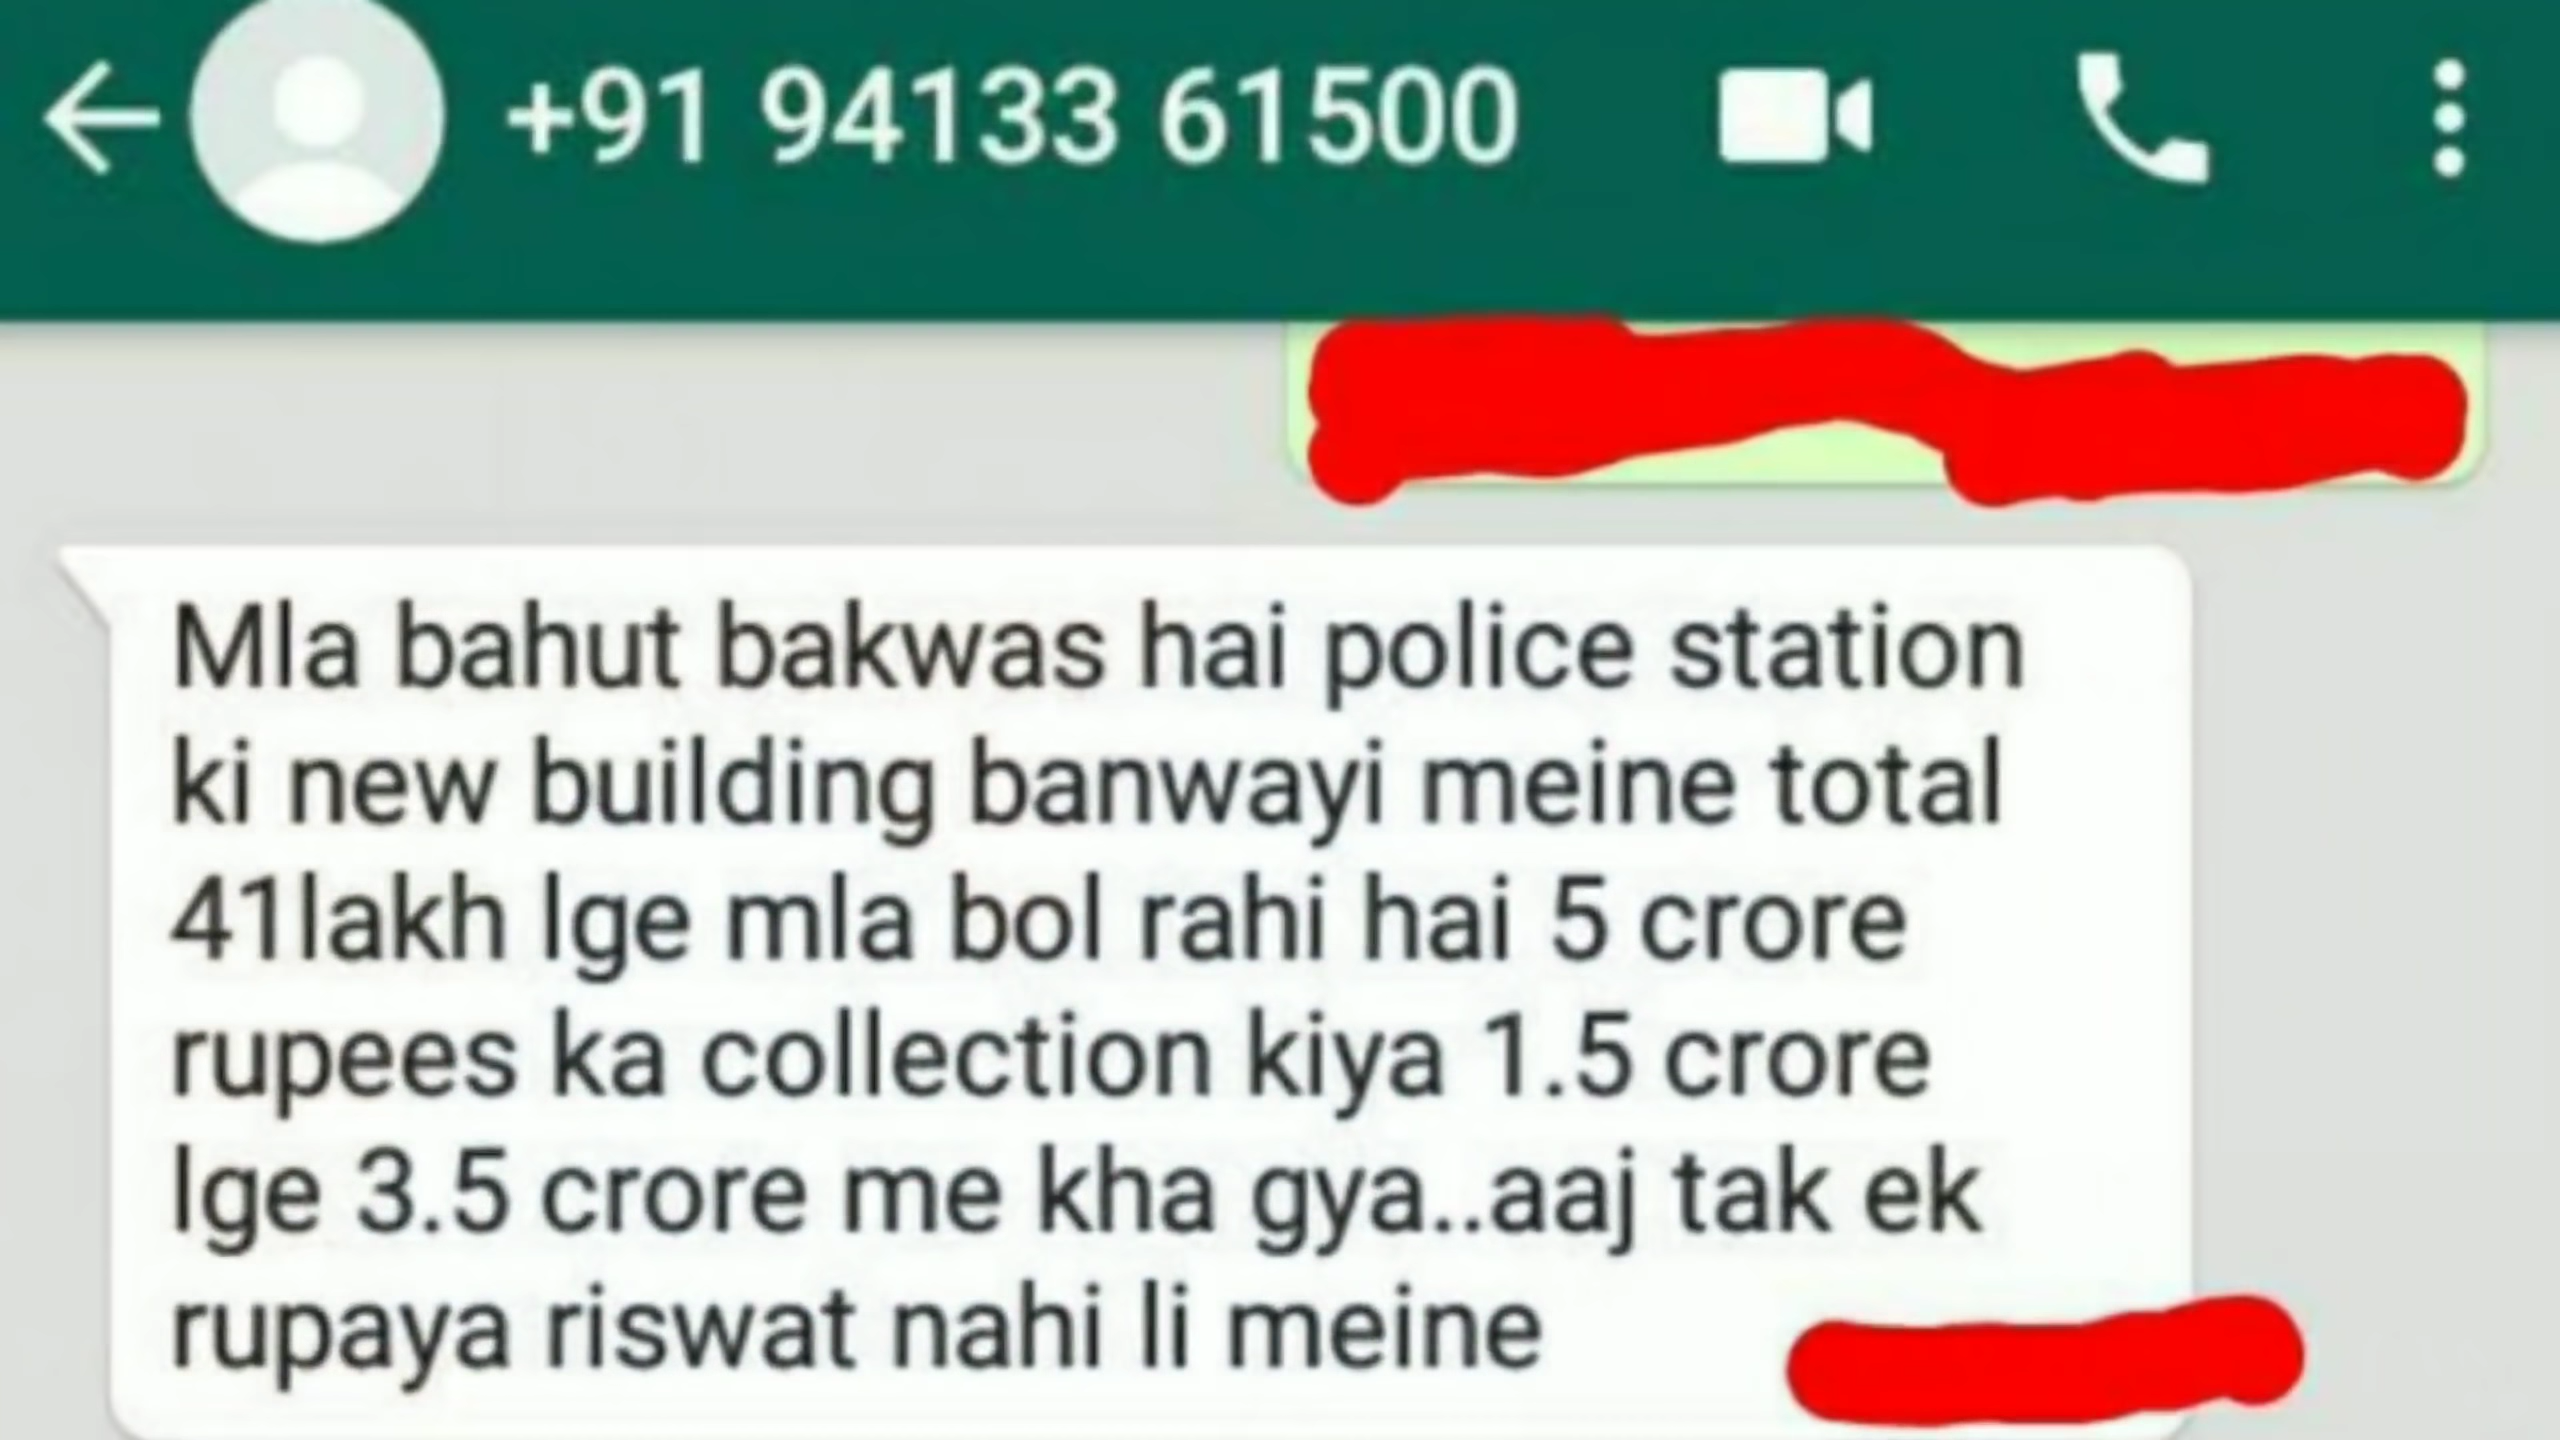 +91 94133 61500
Mla bahut bakwas hai police station
ki new building banwayi meine total
41lakh lge mla bol rahi hai 5 crore
rupees ka collection kiya 1.5 crore
lge 3.5 crore me kha gya..aaj tak ek
rupaya riswat nahi li meine